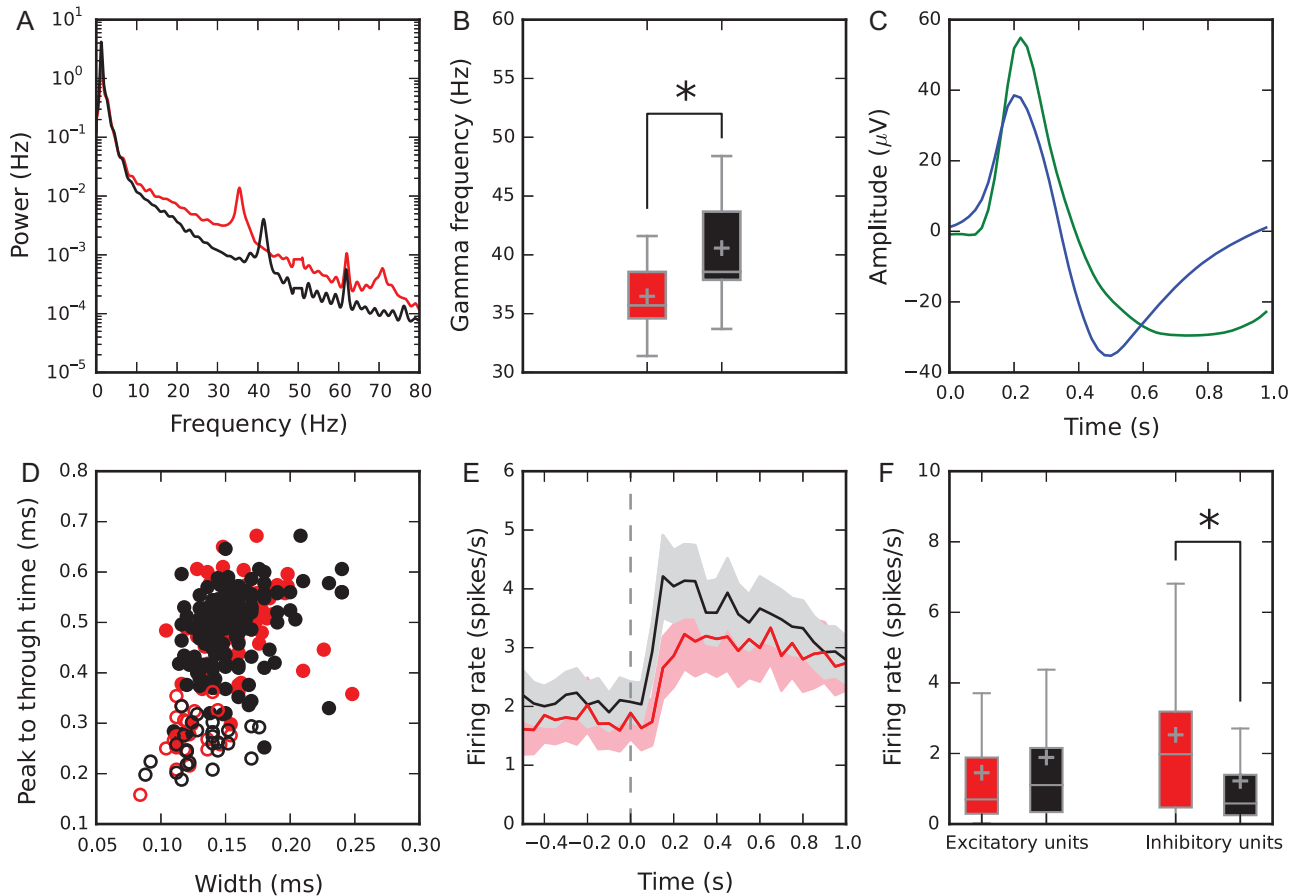 A
Power (Hz)
10¹
10⁰
10⁻¹
10⁻²
10⁻³
10⁻⁴
10⁻⁵
0 10 20 30 40 50 60 70 80
Frequency (Hz)
B
Gamma frequency (Hz)
60
55
50
45
40
35
30
*
C
Amplitude (μV)
60
40
20
0
−20
−40
0.0 0.2 0.4 0.6 0.8 1.0
Time (s)
D
Peak to through time (ms)
0.8
0.7
0.6
0.5
0.4
0.3
0.2
0.1
0.05 0.10 0.15 0.20 0.25 0.30
Width (ms)
E
Firing rate (spikes/s)
6
5
4
3
2
1
0
−0.4 −0.2 0.0 0.2 0.4 0.6 0.8 1.0
Time (s)
F
Firing rate (spikes/s)
10
8
6
4
2
0
*
Excitatory units Inhibitory units